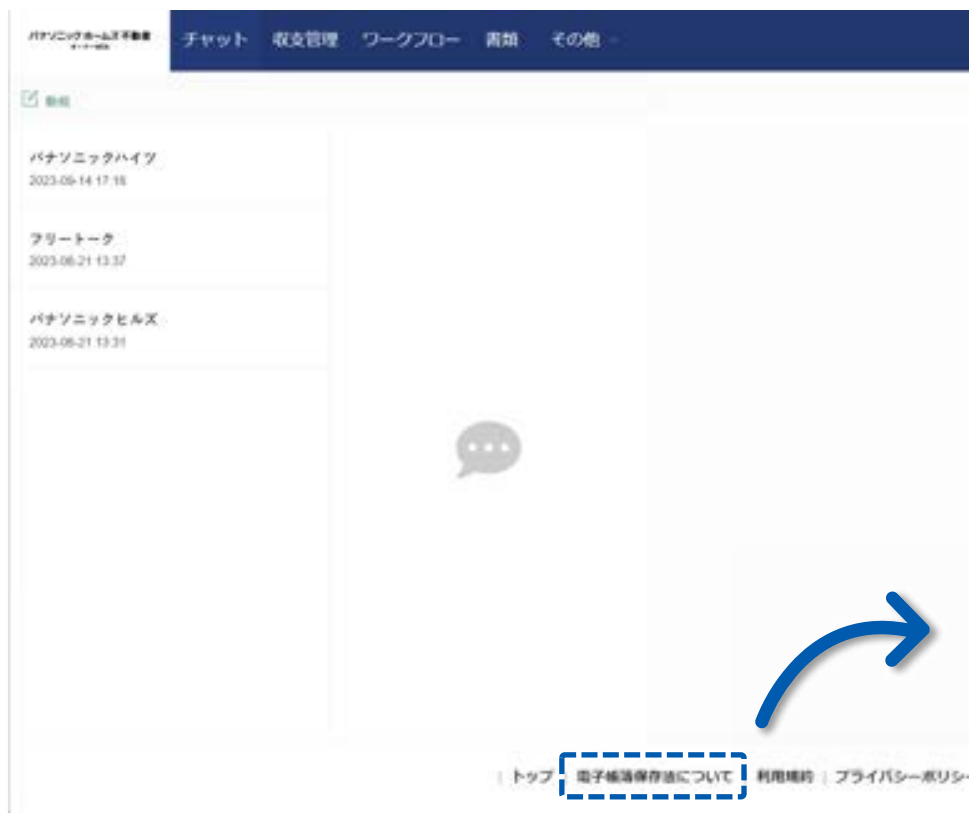 パナソニックホームズ不動産
チャット 収支管理 ワークフロー 書類 その他
パナソニックハイツ
2023-09-14 17:18
フリートーク
2023-06-21 13:37
パナソニックヒルズ
2023-06-21 13:31
| トップ | 電子帳簿保存法について | 利用規約 | プライバシーポリシー